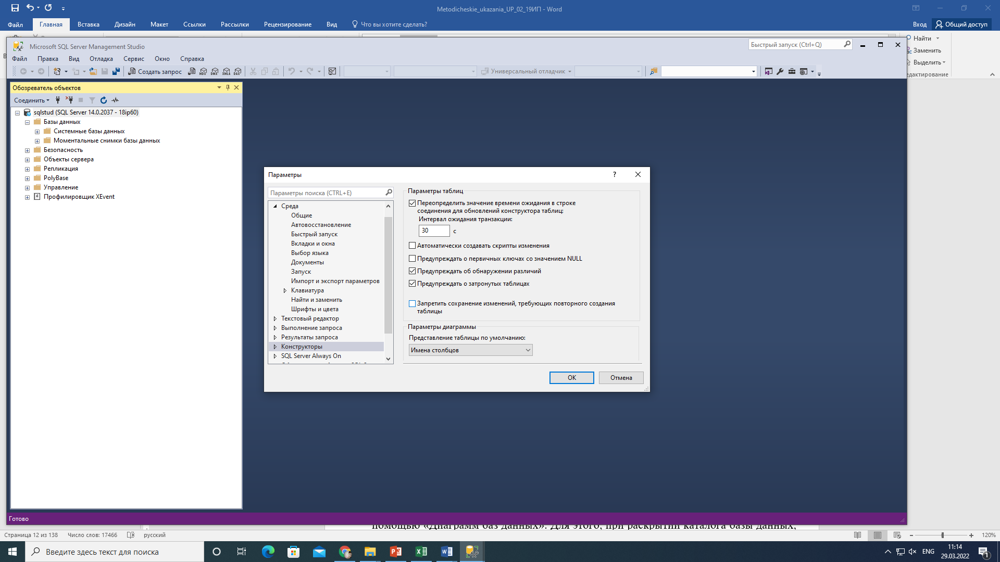 Metodicheskie_ukazania_UP_02_19ИП - Word
Файл Главная Вставка Дизайн Макет Ссылки Рассылки Рецензирование Вид Что вы хотите сделать? Вход Общий доступ
Найти
Заменить
Выделить
Microsoft SQL Server Management Studio
Быстрый запуск (Ctrl+Q)
Файл Правка Вид Отладка Сервис Окно Справка
Создать запрос MDX DMX XMLA DAX Универсальный отладчик
Обозреватель объектов
Соединить
sqlstud (SQL Server 14.0.2037 - 18ip60)
Базы данных
Системные базы данных
Моментальные снимки базы данных
Безопасность
Объекты сервера
Репликация
PolyBase
Управление
Профилировщик XEvent
Параметры
?
Параметры поиска (CTRL+E)
Среда
Общие
Автовосстановление
Быстрый запуск
Вкладки и окна
Выбор языка
Документы
Запуск
Импорт и экспорт параметров
Клавиатура
Найти и заменить
Шрифты и цвета
Текстовый редактор
Выполнение запроса
Результаты запроса
Конструкторы
SQL Server Always On
Параметры таблиц
Переопределить значение времени ожидания в строке
соединения для обновлений конструктора таблиц:
Интервал ожидания транзакции:
30 с
Автоматически создавать скрипты изменения
Предупреждать о первичных ключах со значением NULL
Предупреждать об обнаружении различий
Предупреждать о затронутых таблицах
Запретить сохранение изменений, требующих повторного создания
таблицы
Параметры диаграммы
Представление таблицы по умолчанию:
Имена столбцов
ОК Отмена
Готово
помощью «Диаграмм баз данных». Для этого, при раскрытии каталога базы данных,
Страница 12 из 138 Число слов: 17466 русский 120%
Введите здесь текст для поиска
ENG
11:14
29.03.2022
1